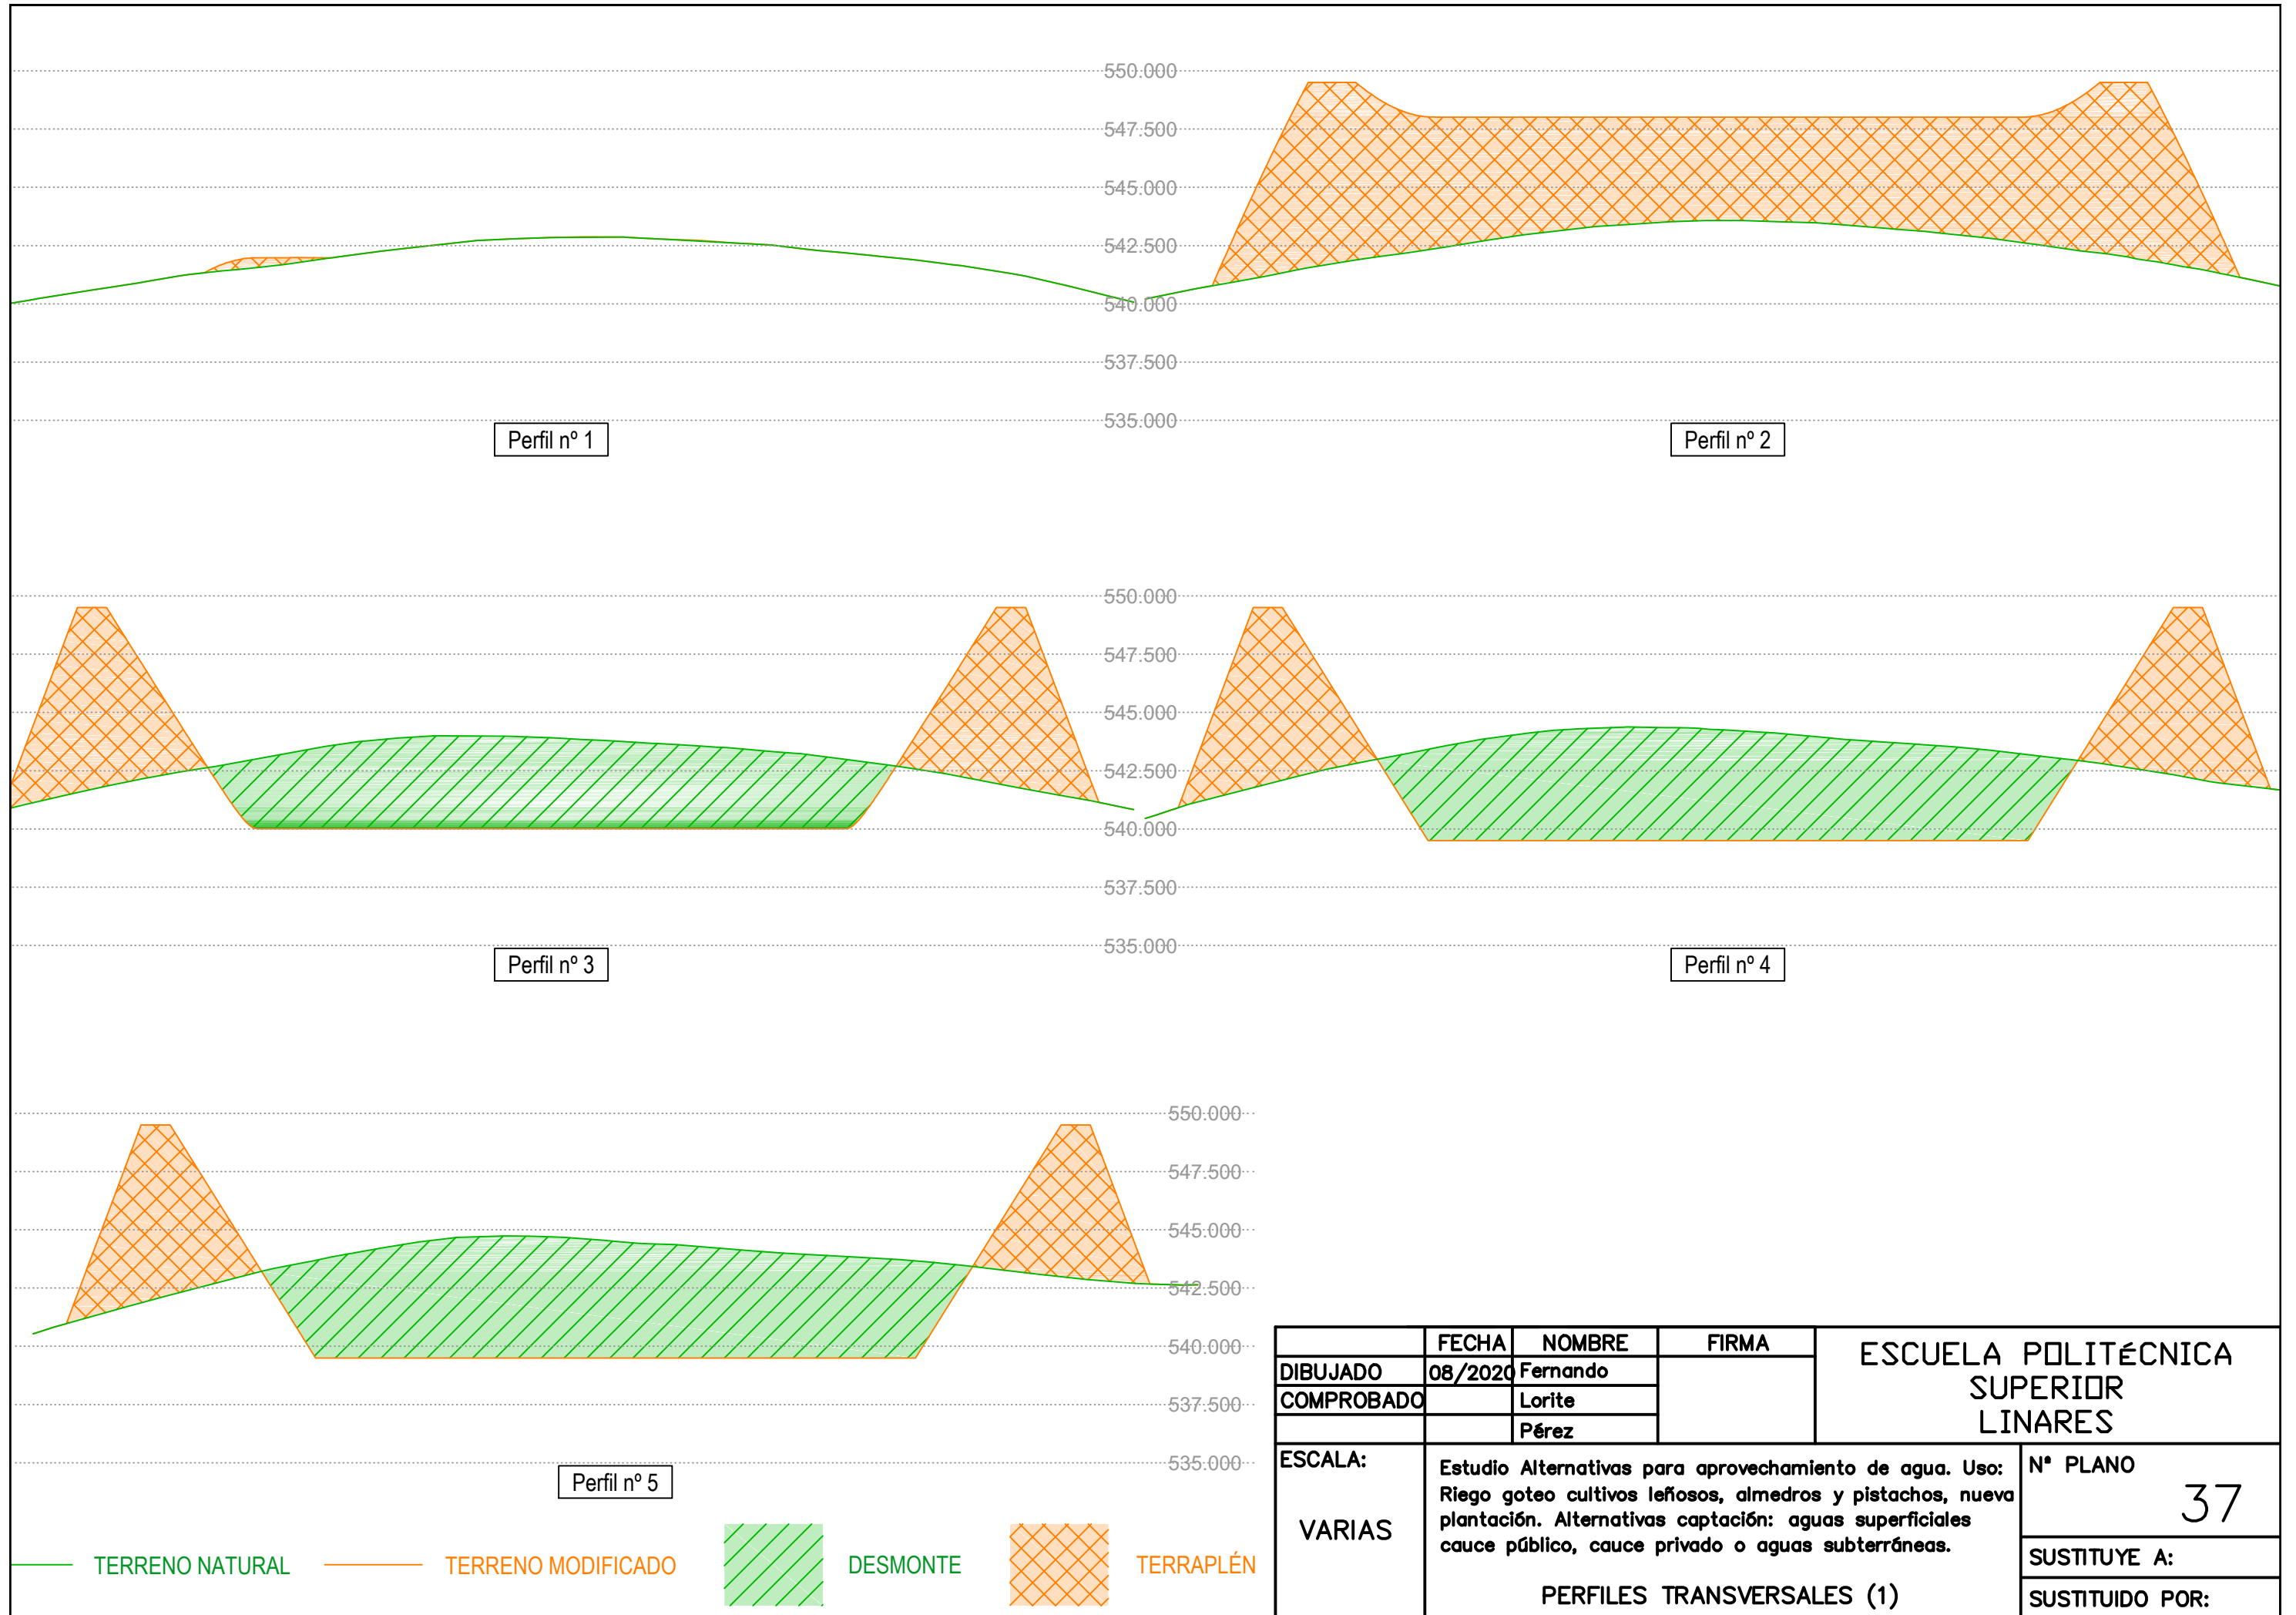 550.000
547.500
545.000
542.500
540.000
537.500
535.000
Perfil nº 1
Perfil nº 2
550.000
547.500
545.000
542.500
540.000
537.500
535.000
Perfil nº 3
Perfil nº 4
550.000
547.500
545.000
542.500
540.000
537.500
535.000
Perfil nº 5
TERRENO NATURAL
TERRENO MODIFICADO
DESMONTE
TERRAPLÉN
FECHA NOMBRE FIRMA
DIBUJADO 08/2020 Fernando
COMPROBADO Lorite
Pérez
ESCUELA POLITéCNICA
SUPERIOR
LINARES
ESCALA:
VARIAS
Estudio Alternativas para aprovechamiento de agua. Uso:
Riego goteo cultivos leñosos, almedros y pistachos, nueva
plantación. Alternativas captación: aguas superficiales
cauce público, cauce privado o aguas subterráneas.
PERFILES TRANSVERSALES (1)
Nª PLANO
37
SUSTITUYE A:
SUSTITUIDO POR: